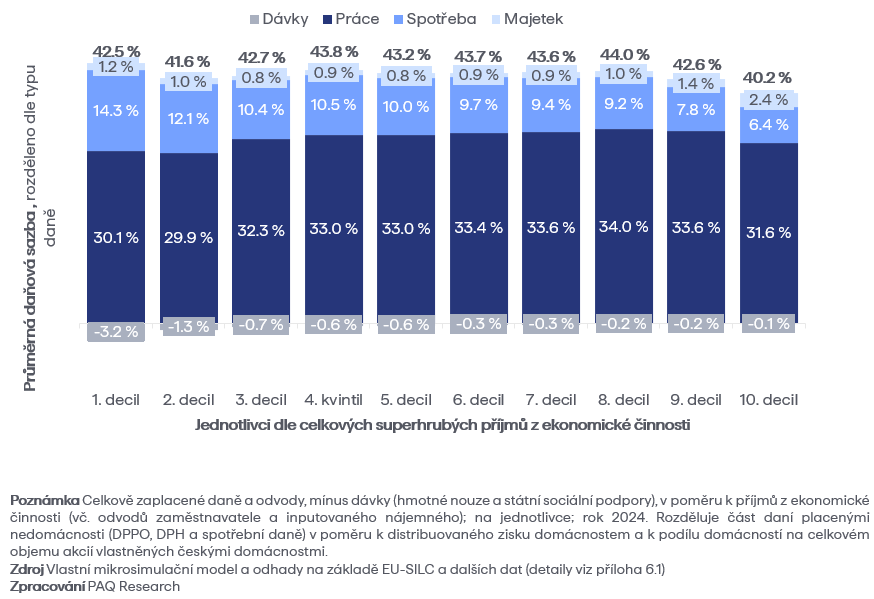 Dávky Práce Spotřeba Majetek
42.5 % 41.6 % 42.7 % 43.8 % 43.2 % 43.7 % 43.6 % 44.0 % 42.6 % 40.2 %
1.2 % 1.0 % 0.8 % 0.9 % 0.8 % 0.9 % 0.9 % 1.0 % 1.4 % 2.4 %
14.3 % 12.1 % 10.4 % 10.5 % 10.0 % 9.7 % 9.4 % 9.2 % 7.8 % 6.4 %
30.1 % 29.9 % 32.3 % 33.0 % 33.0 % 33.4 % 33.6 % 34.0 % 33.6 % 31.6 %
-3.2 % -1.3 % -0.7 % -0.6 % -0.6 % -0.3 % -0.3 % -0.2 % -0.2 % -0.1 %
Průměrná daňová sazba , rozděleno dle typu
daně
1. decil 2. decil 3. decil 4. kvintil 5. decil 6. decil 7. decil 8. decil 9. decil 10. decil
Jednotlivci dle celkových superhrubých příjmů z ekonomické činnosti
Poznámka Celkově zaplacené daně a odvody, mínus dávky (hmotné nouze a státní sociální podpory), v poměru k příjmů z ekonomické
činnosti (vč. odvodů zaměstnavatele a inputovaného nájemného); na jednotlivce; rok 2024. Rozděluje část daní placenými
nedomácnosti (DPPO, DPH a spotřební daně) v poměru k distribuovaného zisku domácnostem a k podílu domácností na celkovém
objemu akcií vlastněných českými domácnostmi.
Zdroj Vlastní mikrosimulační model a odhady na základě EU-SILC a dalších dat (detaily viz příloha 6.1)
Zpracování PAQ Research